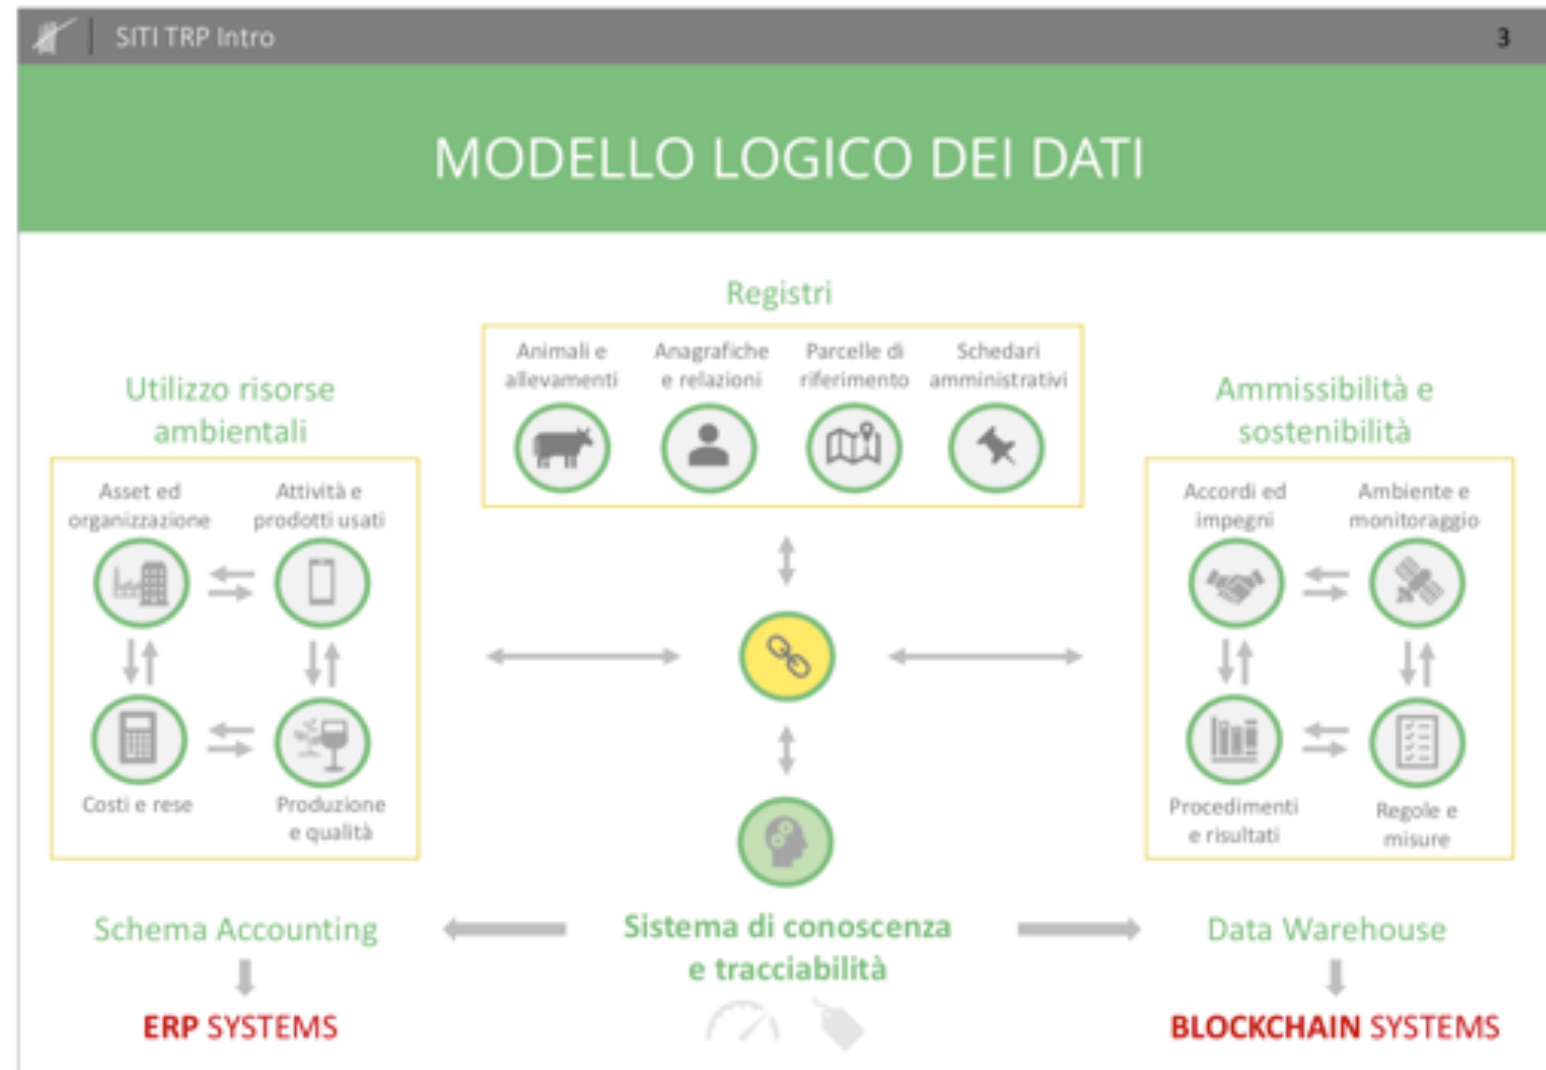 SITI TRP Intro
3
MODELLO LOGICO DEI DATI
Registri
Animali e
allevamenti
Anagrafiche
e relazioni
Parcelle di
riferimento
Schedari
amministrativi
Utilizzo risorse
ambientali
Asset ed
organizzazione
Attività e
prodotti usati
Costi e rese
Produzione
e qualità
Ammissibilità e
sostenibilità
Accordi ed
impegni
Ambiente e
monitoraggio
Procedimenti
e risultati
Regole e
misure
Schema Accounting
ERP SYSTEMS
Sistema di conoscenza
e tracciabilità
Data Warehouse
BLOCKCHAIN SYSTEMS